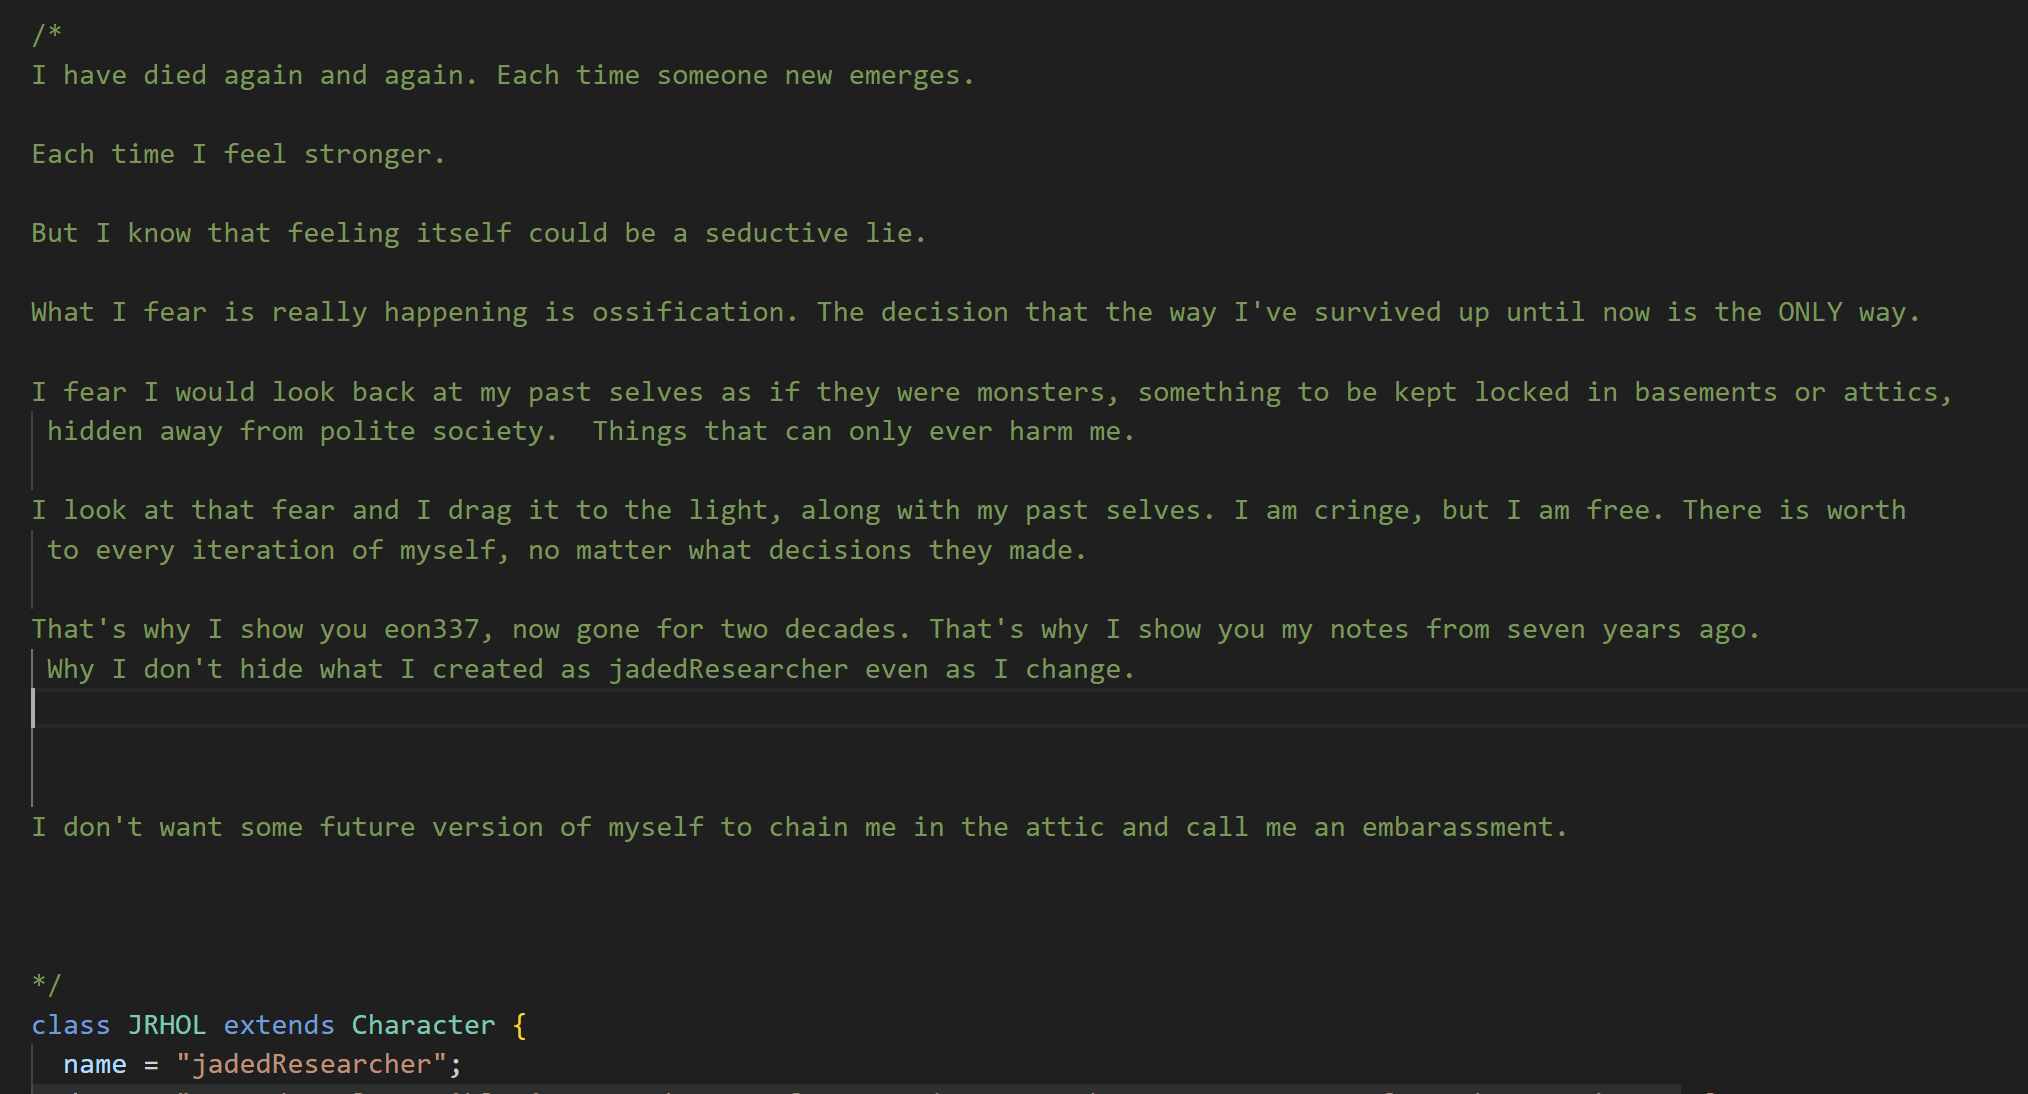 /*
I have died again and again. Each time someone new emerges.
Each time I feel stronger.
But I know that feeling itself could be a seductive lie.
What I fear is really happening is ossification. The decision that the way I've survived up until now is the ONLY way.
I fear I would look back at my past selves as if they were monsters, something to be kept locked in basements or attics,
hidden away from polite society.  Things that can only ever harm me.
I look at that fear and I drag it to the light, along with my past selves. I am cringe, but I am free. There is worth
to every iteration of myself, no matter what decisions they made.
That's why I show you eon337, now gone for two decades. That's why I show you my notes from seven years ago.
Why I don't hide what I created as jadedResearcher even as I change.
I don't want some future version of myself to chain me in the attic and call me an embarassment.
*/
class JRHOL extends Character {
name = "jadedResearcher";